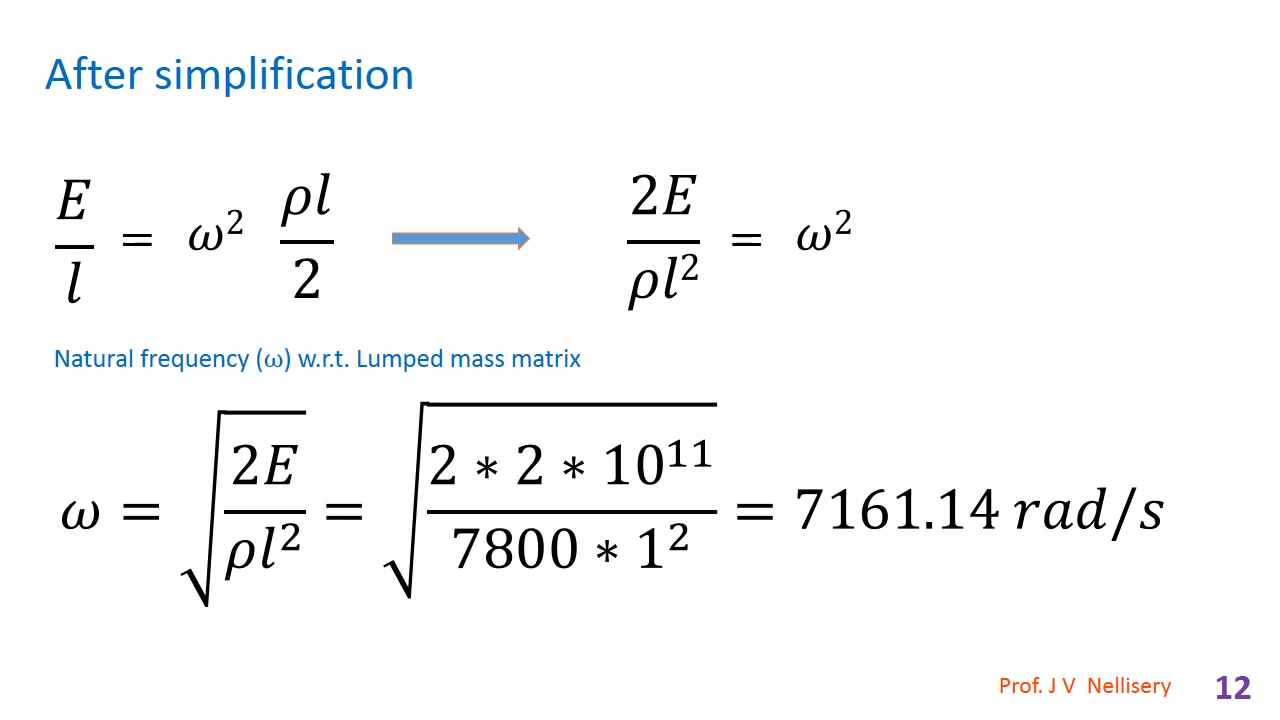 After simplification
E/l = ω² ρl/2 2E/ρl² = ω²
Natural frequency (ω) w.r.t. Lumped mass matrix
ω = √(2E/ρl²) = √(2 ∗ 2 ∗ 10¹¹/7800 ∗ 1²) = 7161.14 rad/s
Prof. J V Nellisery 12